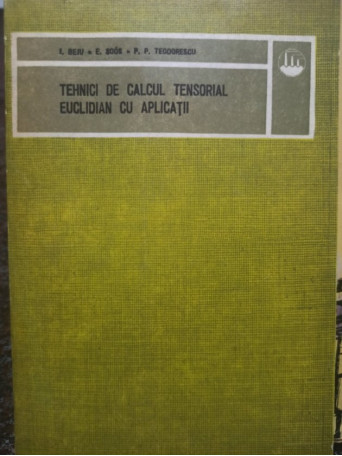 I. BEJU • E. SOÓS • P. P. TEODORESCU
TEHNICI DE CALCUL TENSORIAL
EUCLIDIAN CU APLICAȚII